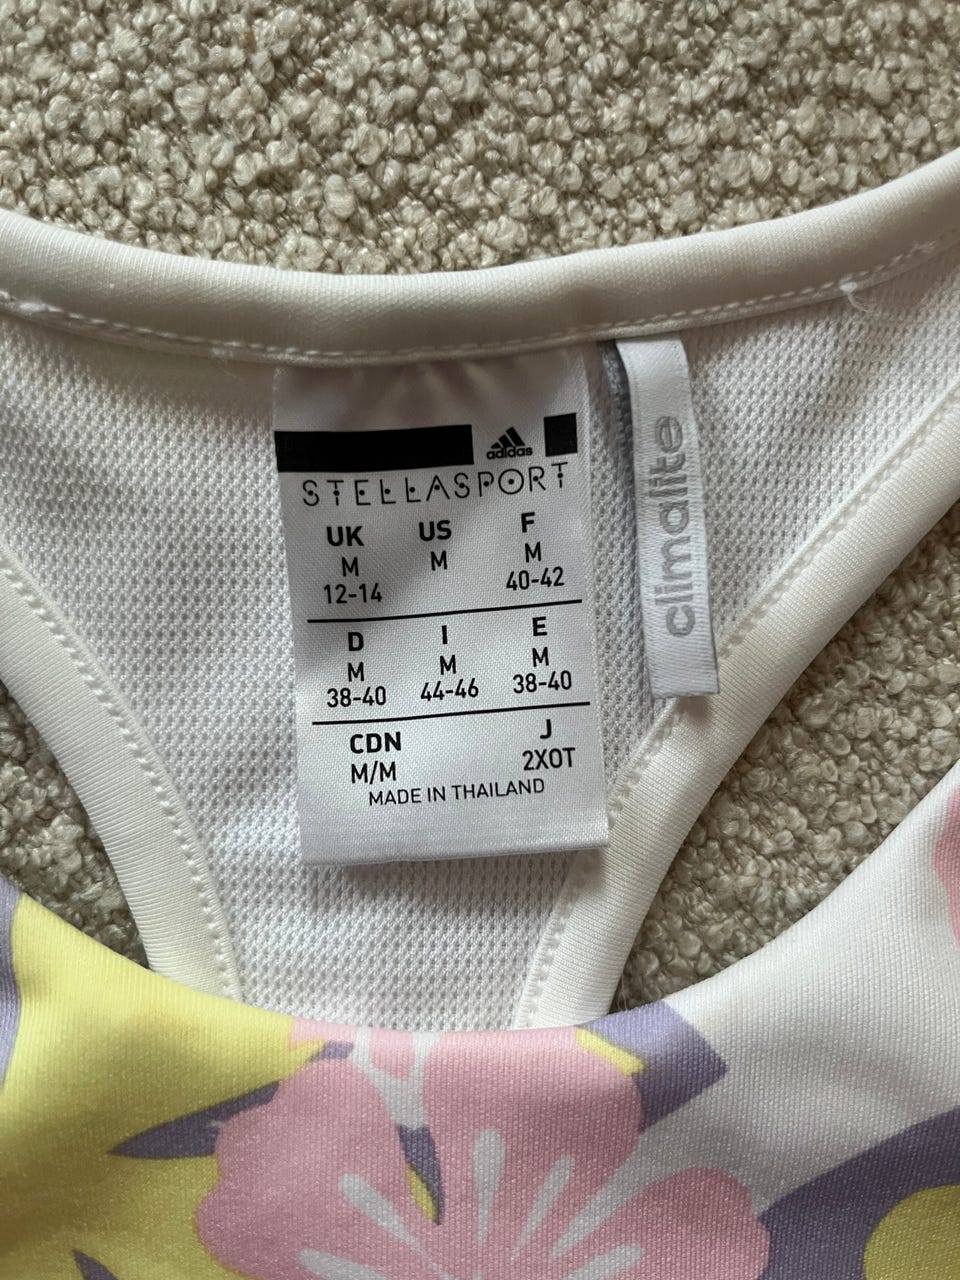 adidas
STELLASPORT
UK US F
M M M
12-14 40-42
D I E
M M M
38-40 44-46 38-40
CDN J
M/M 2XOT
MADE IN THAILAND
climalite